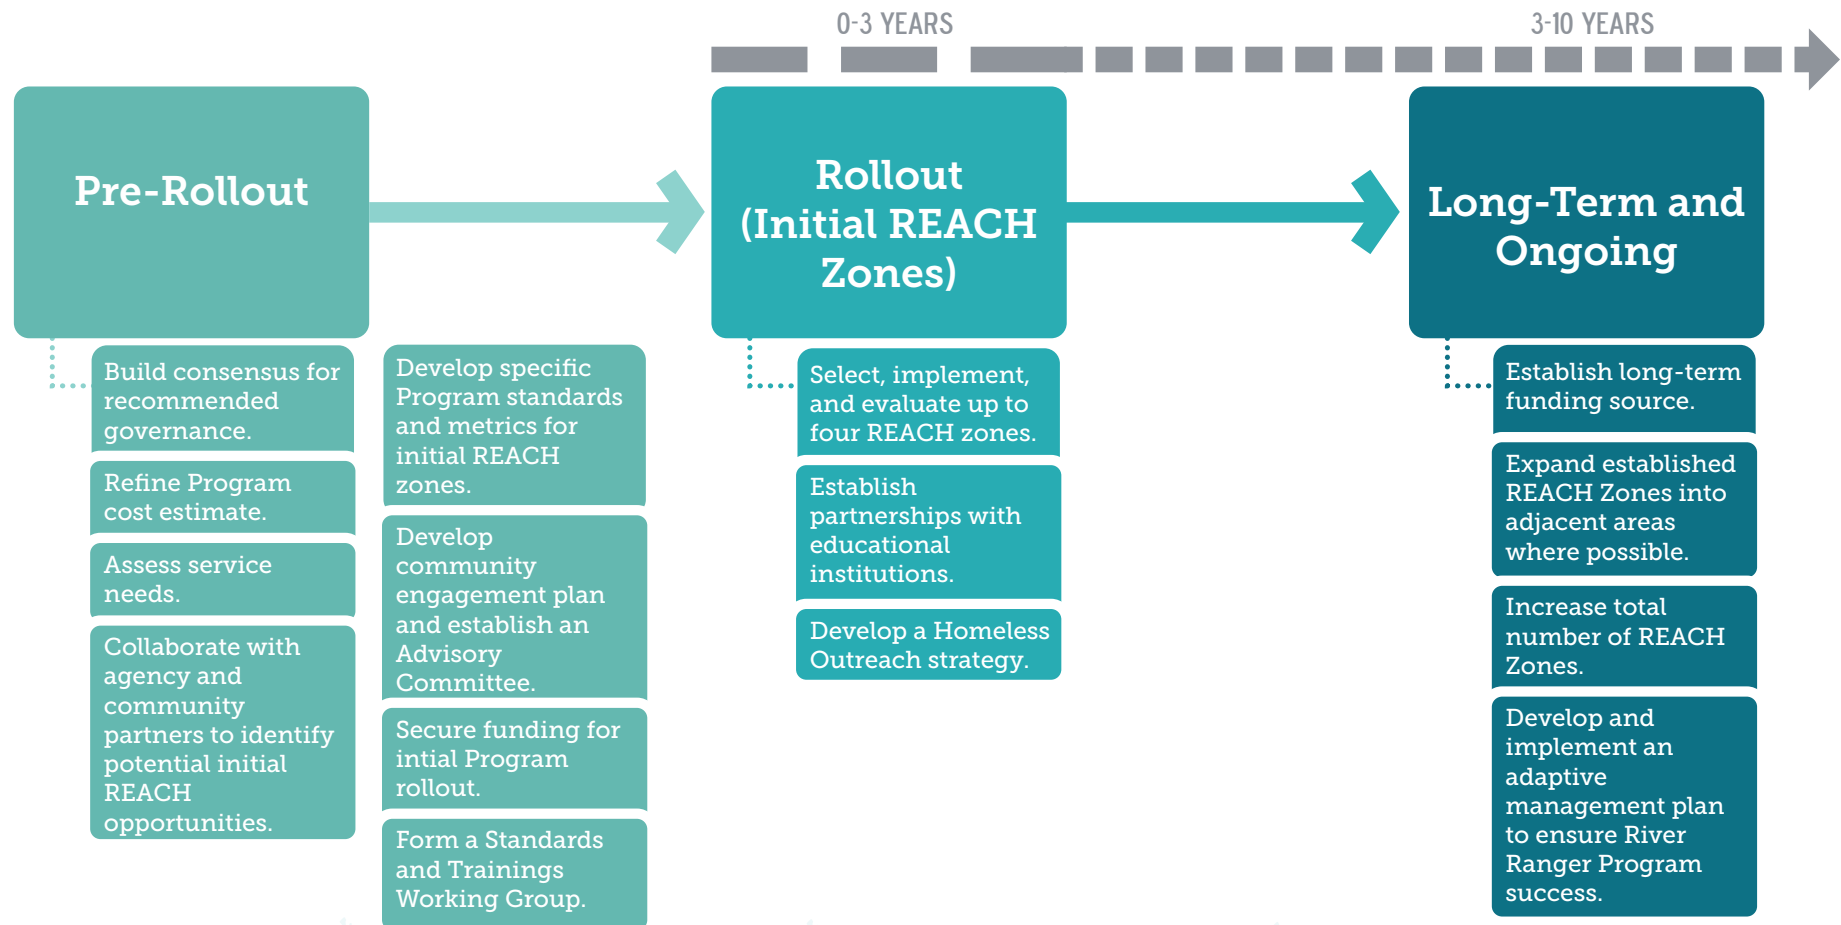 0-3 YEARS
3-10 YEARS
Pre-Rollout
Rollout
(Initial REACH
Zones)
Long-Term and
Ongoing
Build consensus for
recommended
governance.
Refine Program
cost estimate.
Assess service
needs.
Collaborate with
agency and
community
partners to identify
potential initial
REACH
opportunities.
Develop specific
Program standards
and metrics for
initial REACH
zones.
Develop
community
engagement plan
and establish an
Advisory
Committee.
Secure funding for
intial Program
rollout.
Form a Standards
and Trainings
Working Group.
Select, implement,
and evaluate up to
four REACH zones.
Establish
partnerships with
educational
institutions.
Develop a Homeless
Outreach strategy.
Establish long-term
funding source.
Expand established
REACH Zones into
adjacent areas
where possible.
Increase total
number of REACH
Zones.
Develop and
implement an
adaptive
management plan
to ensure River
Ranger Program
success.